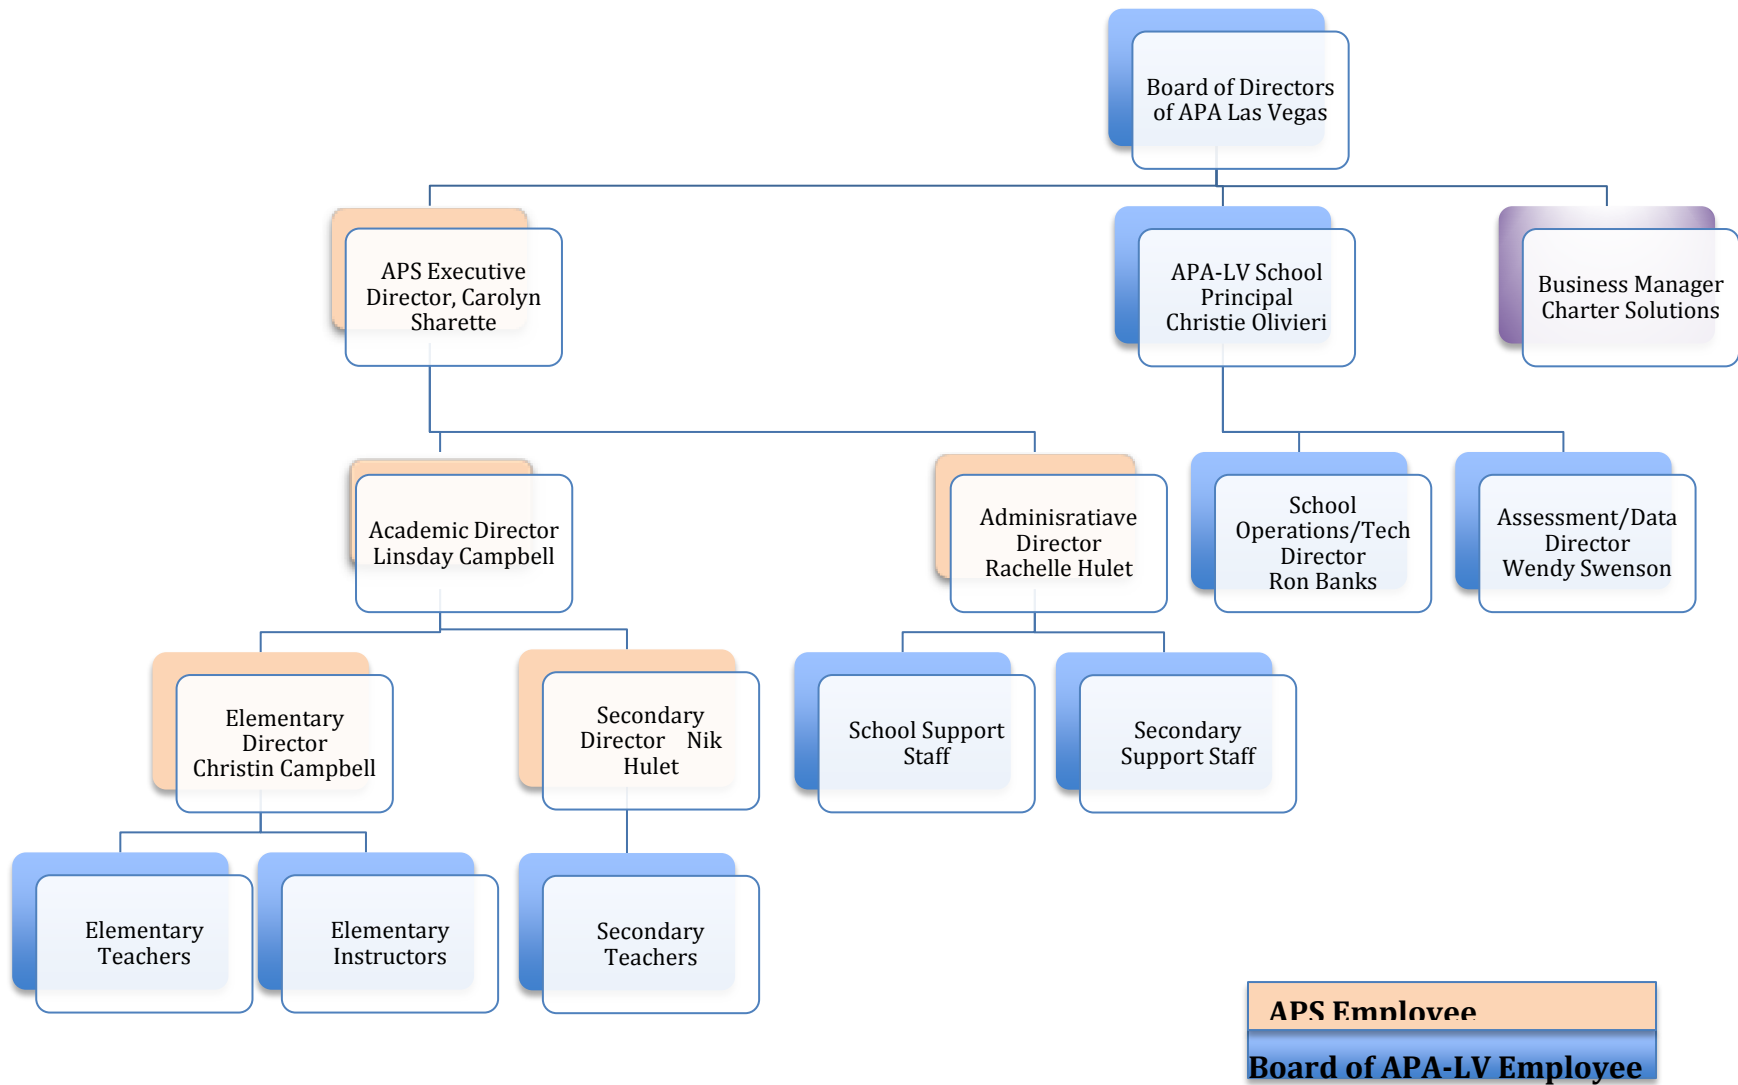 Board of Directors
of APA Las Vegas
APS Executive
Director, Carolyn
Sharette
APA-LV School
Principal
Christie Olivieri
Business Manager
Charter Solutions
Academic Director
Linsday Campbell
Adminisratiave
Director
Rachelle Hulet
School
Operations/Tech
Director
Ron Banks
Assessment/Data
Director
Wendy Swenson
Elementary
Director
Christin Campbell
Secondary
Director Nik
Hulet
School Support
Staff
Secondary
Support Staff
Elementary
Teachers
Elementary
Instructors
Secondary
Teachers
APS Employee
Board of APA-LV Employee